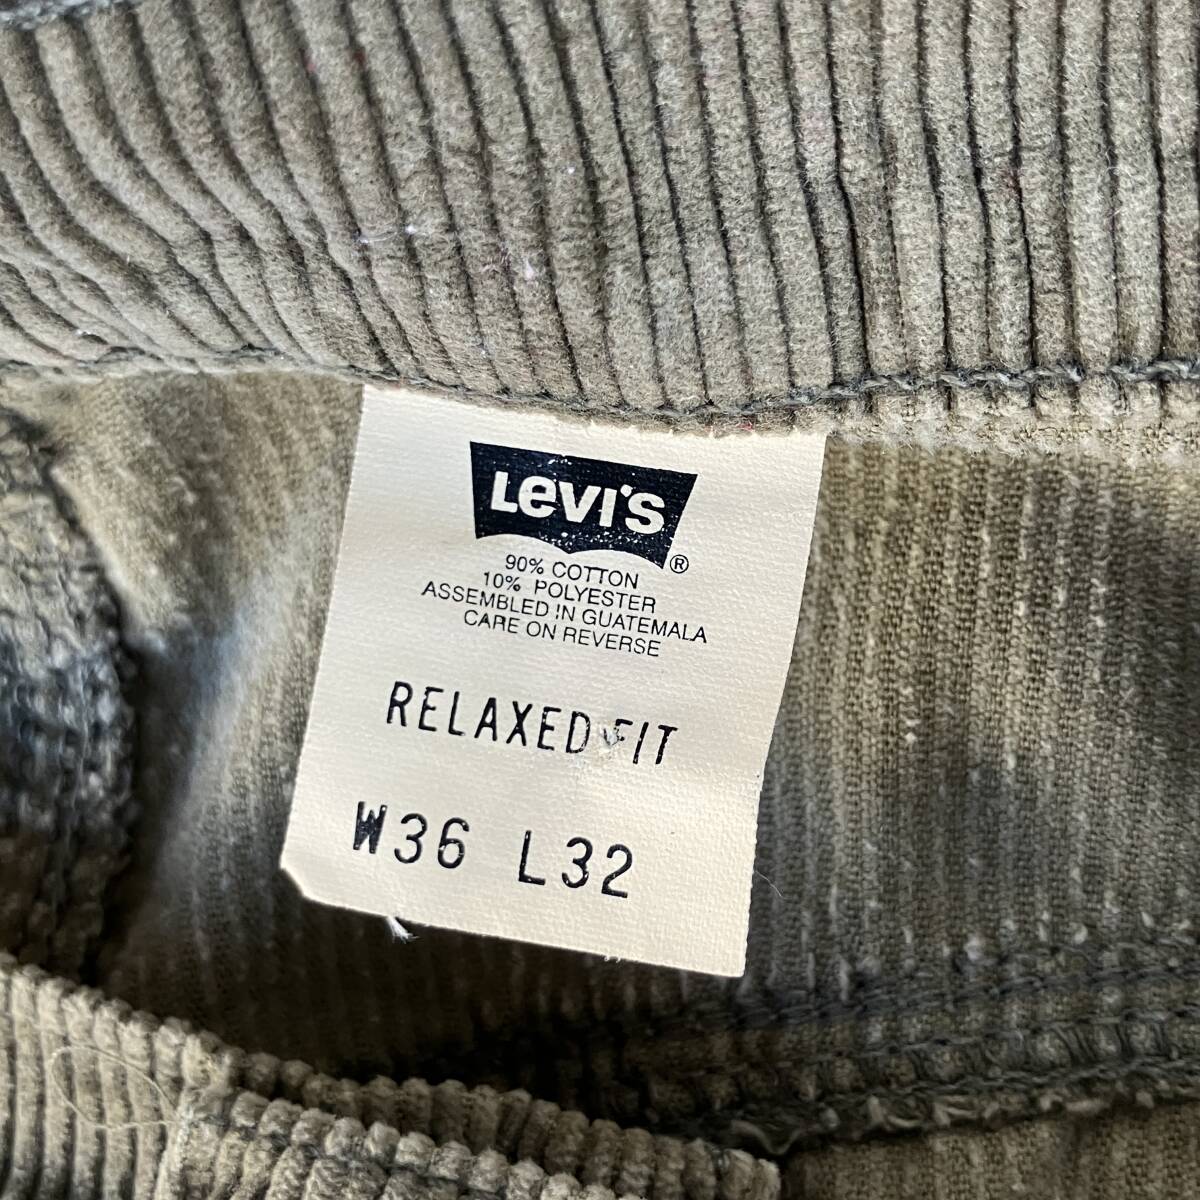 Levi's
®
90% COTTON
10% POLYESTER
ASSEMBLED IN GUATEMALA
CARE ON REVERSE
RELAXED FIT
W36 L32